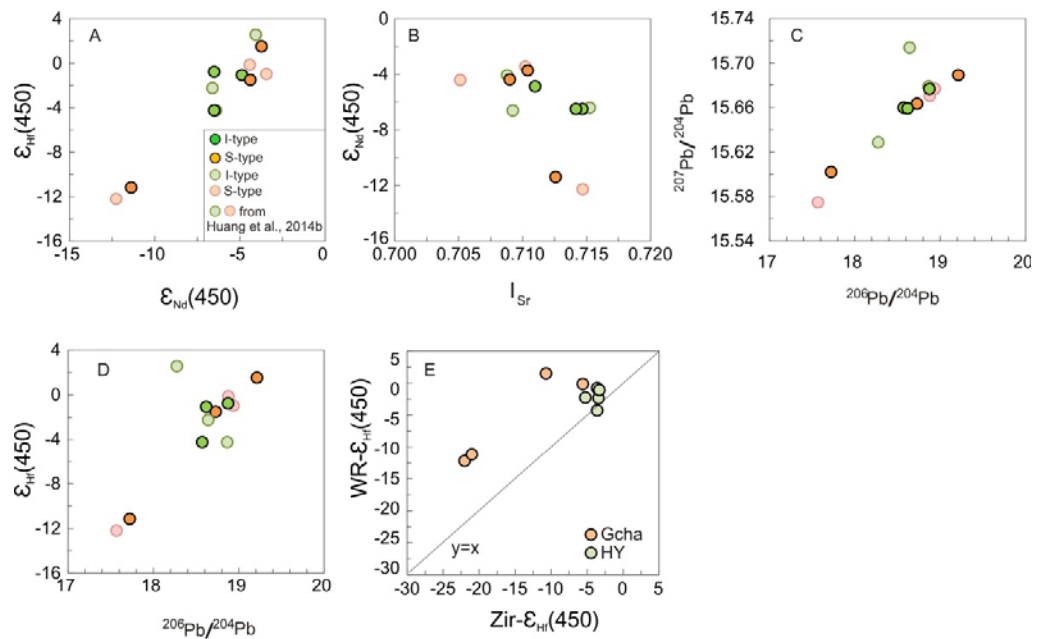 A
4
0
-4
-8
-12
-16
-15
-10
-5
0
εHf(450)
εNd(450)
I-type
S-type
I-type
S-type
from
Huang et al., 2014b
B
0
-4
-8
-12
-16
0.700
0.705
0.710
0.715
0.720
εNd(450)
ISr
C
15.74
15.70
15.66
15.62
15.58
15.54
17
18
19
20
207Pb/204Pb
206Pb/204Pb
D
4
0
-4
-8
-12
-16
17
18
19
20
εHf(450)
206Pb/204Pb
E
5
0
-5
-10
-15
-20
-25
-30
-30
-25
-20
-15
-10
-5
0
5
WR-εHf(450)
Zir-εHf(450)
y=x
Gcha
HY